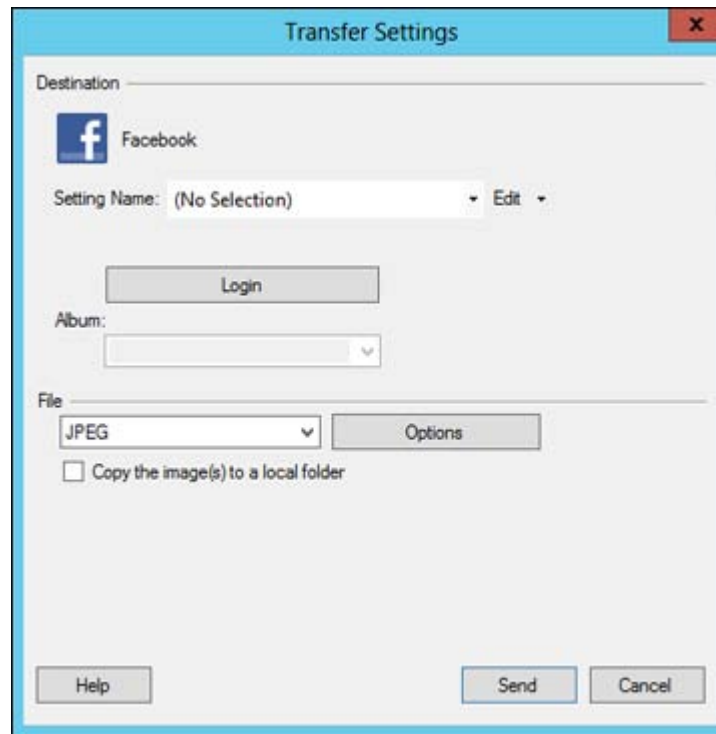 Transfer Settings
x
Destination
f
Facebook
Setting Name: (No Selection) Edit
Login
Album:
File
JPEG Options
Copy the image(s) to a local folder
Help Send Cancel